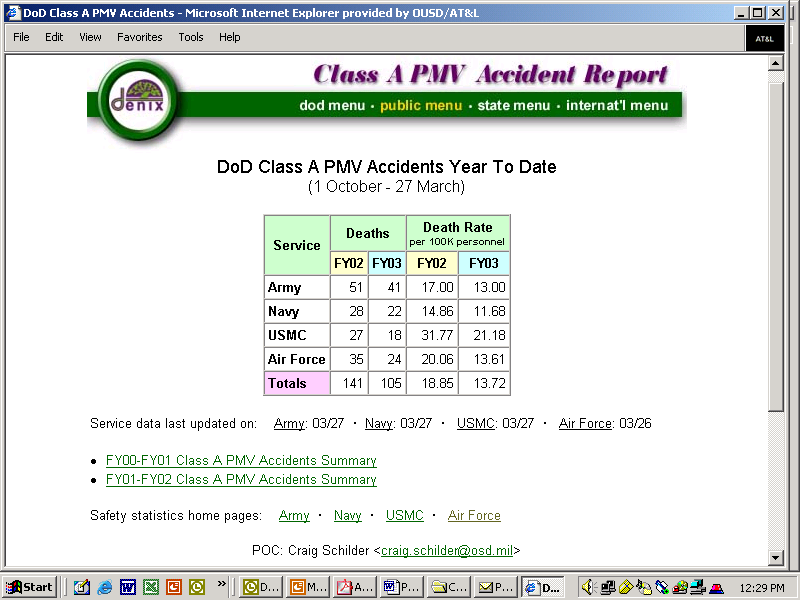 DoD Class A PMV Accidents - Microsoft Internet Explorer provided by OUSD/AT&L
File Edit View Favorites Tools Help
AT&L
denix
Class A PMV Accident Report
dod menu · public menu · state menu · internat'l menu
DoD Class A PMV Accidents Year To Date
(1 October - 27 March)
Service Deaths Death Rate
per 100K personnel
FY02 FY03 FY02 FY03
Army 51 41 17.00 13.00
Navy 28 22 14.86 11.68
USMC 27 18 31.77 21.18
Air Force 35 24 20.06 13.61
Totals 141 105 18.85 13.72
Service data last updated on: Army: 03/27 · Navy: 03/27 · USMC: 03/27 · Air Force: 03/26
• FY00-FY01 Class A PMV Accidents Summary
• FY01-FY02 Class A PMV Accidents Summary
Safety statistics home pages: Army · Navy · USMC · Air Force
POC: Craig Schilder <craig.schilder@osd.mil>
Start » D... M... A... P... C... P... D... 12:29 PM